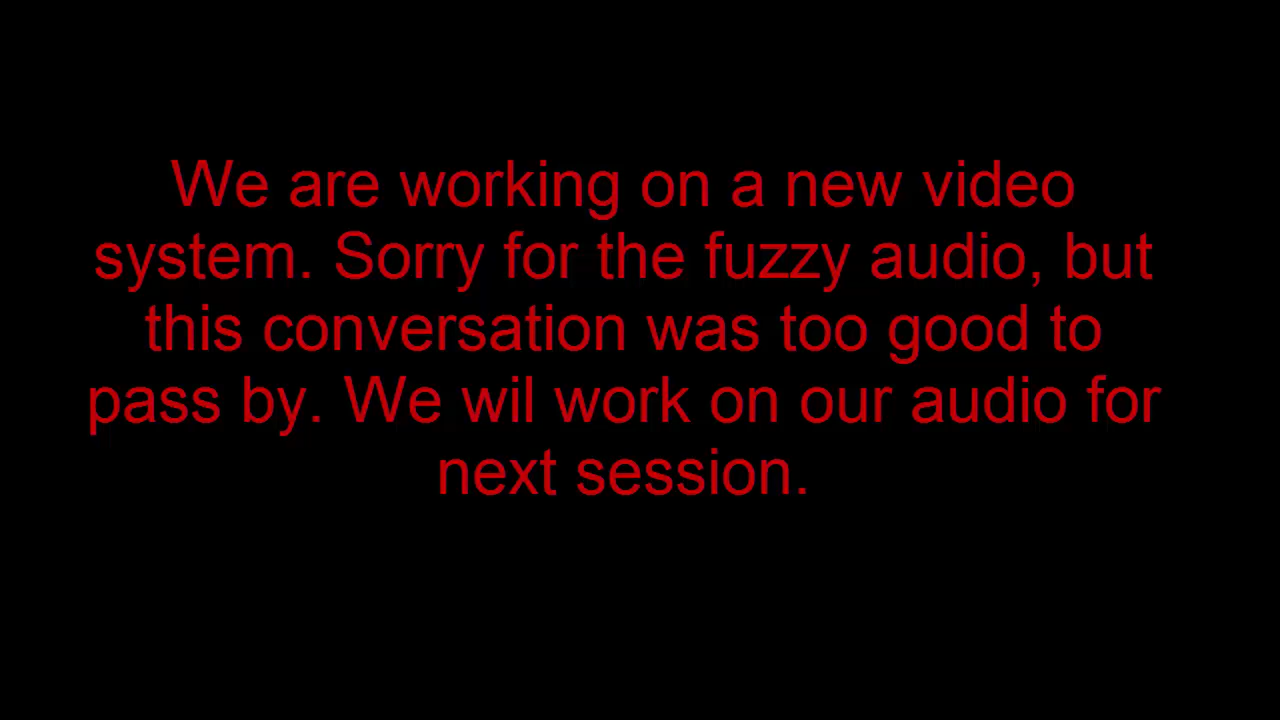 We are working on a new video
system. Sorry for the fuzzy audio, but
this conversation was too good to
pass by. We wil work on our audio for
next session.